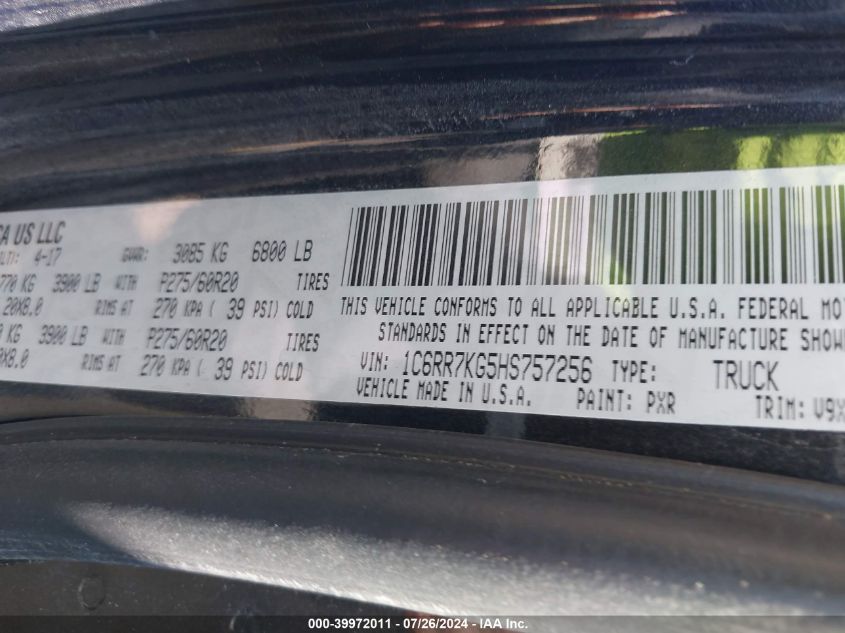 CA US LLC
4-17 GVWR: 3085 KG 6800 LB
770 KG 3900 LB WITH P275/60R20 TIRES
20X8.0 RIMS AT 270 KPA ( 39 PSI) COLD
KG 3900 LB WITH P275/60R20 TIRES
X8.0 RIMS AT 270 KPA ( 39 PSI) COLD
THIS VEHICLE CONFORMS TO ALL APPLICABLE U.S.A. FEDERAL MOT
STANDARDS IN EFFECT ON THE DATE OF MANUFACTURE SHOW
VIN: 1C6RR7KG5HS757256 TYPE: TRUCK
VEHICLE MADE IN U.S.A. PAINT: PXR TRIM: V9X
000-39972011 - 07/26/2024 - IAA Inc.